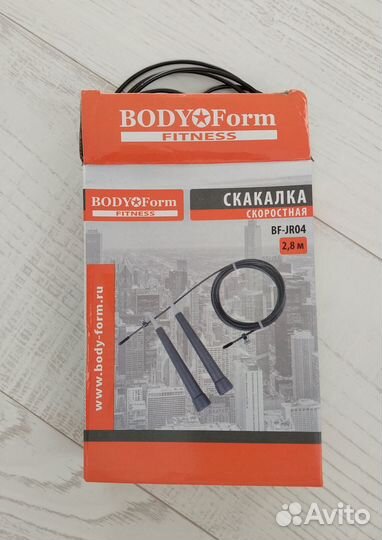 BODY Form
FITNESS
BODY Form
FITNESS
СКАКАЛКА
СКОРОСТНАЯ
BF-JR04
2,8 м
www.body-form.ru
Avito